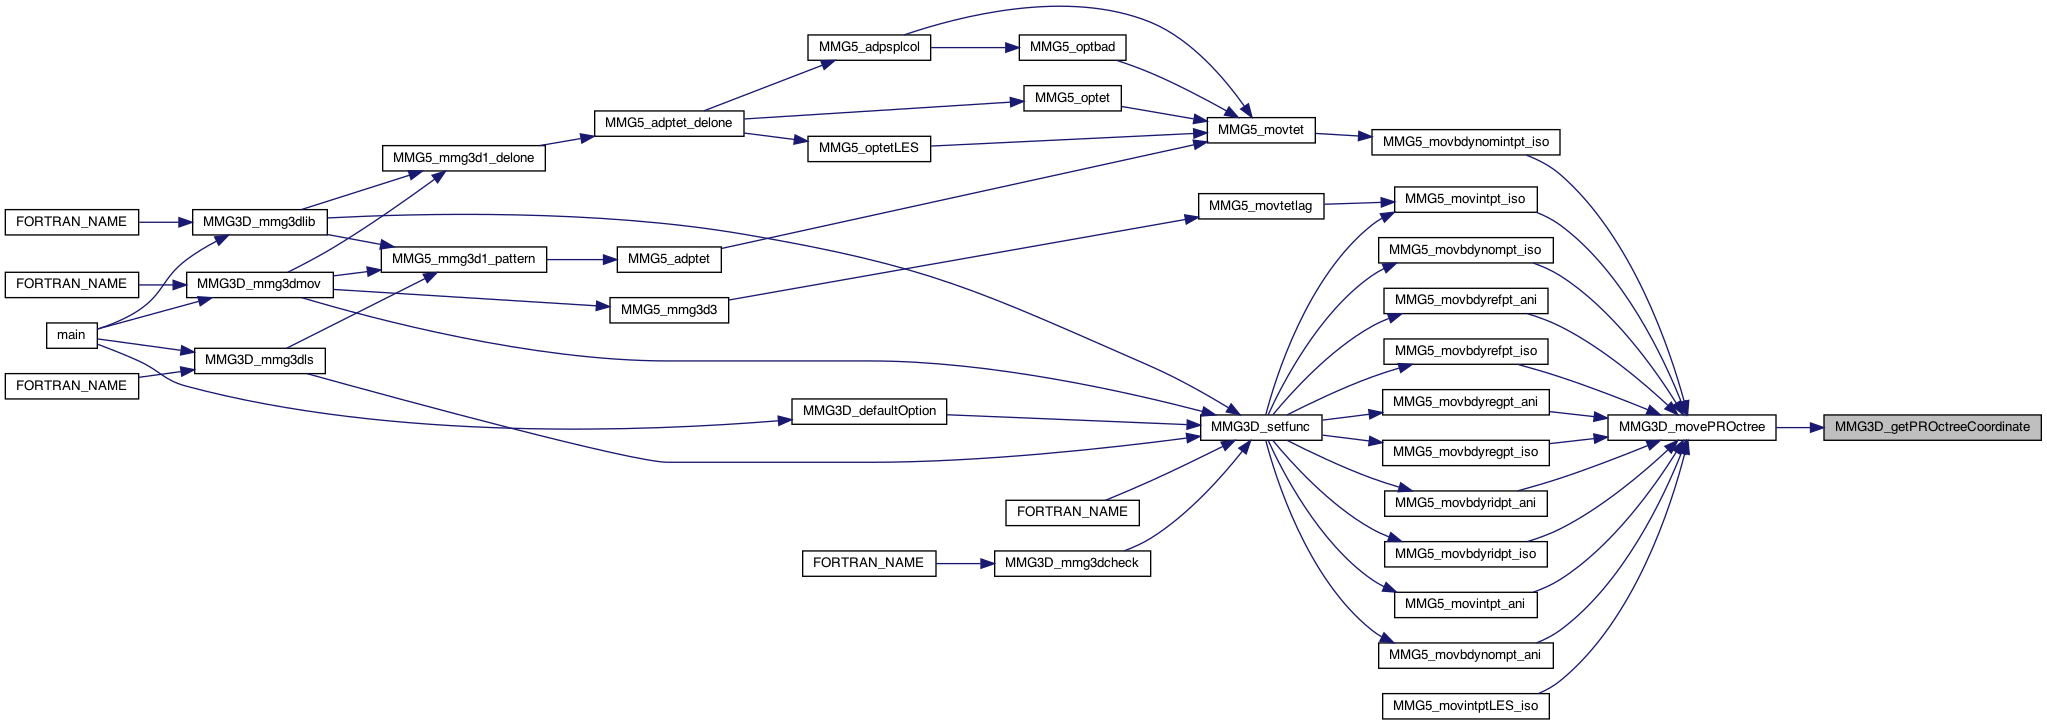 MMG5_adpsplcol
MMG5_optbad
MMG5_optet
MMG5_adptet_delone
MMG5_movtet
MMG5_movbdynomintpt_iso
MMG5_optetLES
MMG5_mmg3d1_delone
MMG5_movintpt_iso
MMG5_movtetlag
FORTRAN_NAME
MMG3D_mmg3dlib
MMG5_movbdynompt_iso
MMG5_mmg3d1_pattern
MMG5_adptet
FORTRAN_NAME
MMG3D_mmg3dmov
MMG5_movbdyrefpt_ani
MMG5_mmg3d3
main
MMG5_movbdyrefpt_iso
MMG3D_mmg3dls
FORTRAN_NAME
MMG5_movbdyregpt_ani
MMG3D_defaultOption
MMG3D_setfunc
MMG3D_movePROctree
MMG3D_getPROctreeCoordinate
MMG5_movbdyregpt_iso
MMG5_movbdyridpt_ani
FORTRAN_NAME
MMG5_movbdyridpt_iso
FORTRAN_NAME
MMG3D_mmg3dcheck
MMG5_movintpt_ani
MMG5_movbdynompt_ani
MMG5_movintptLES_iso